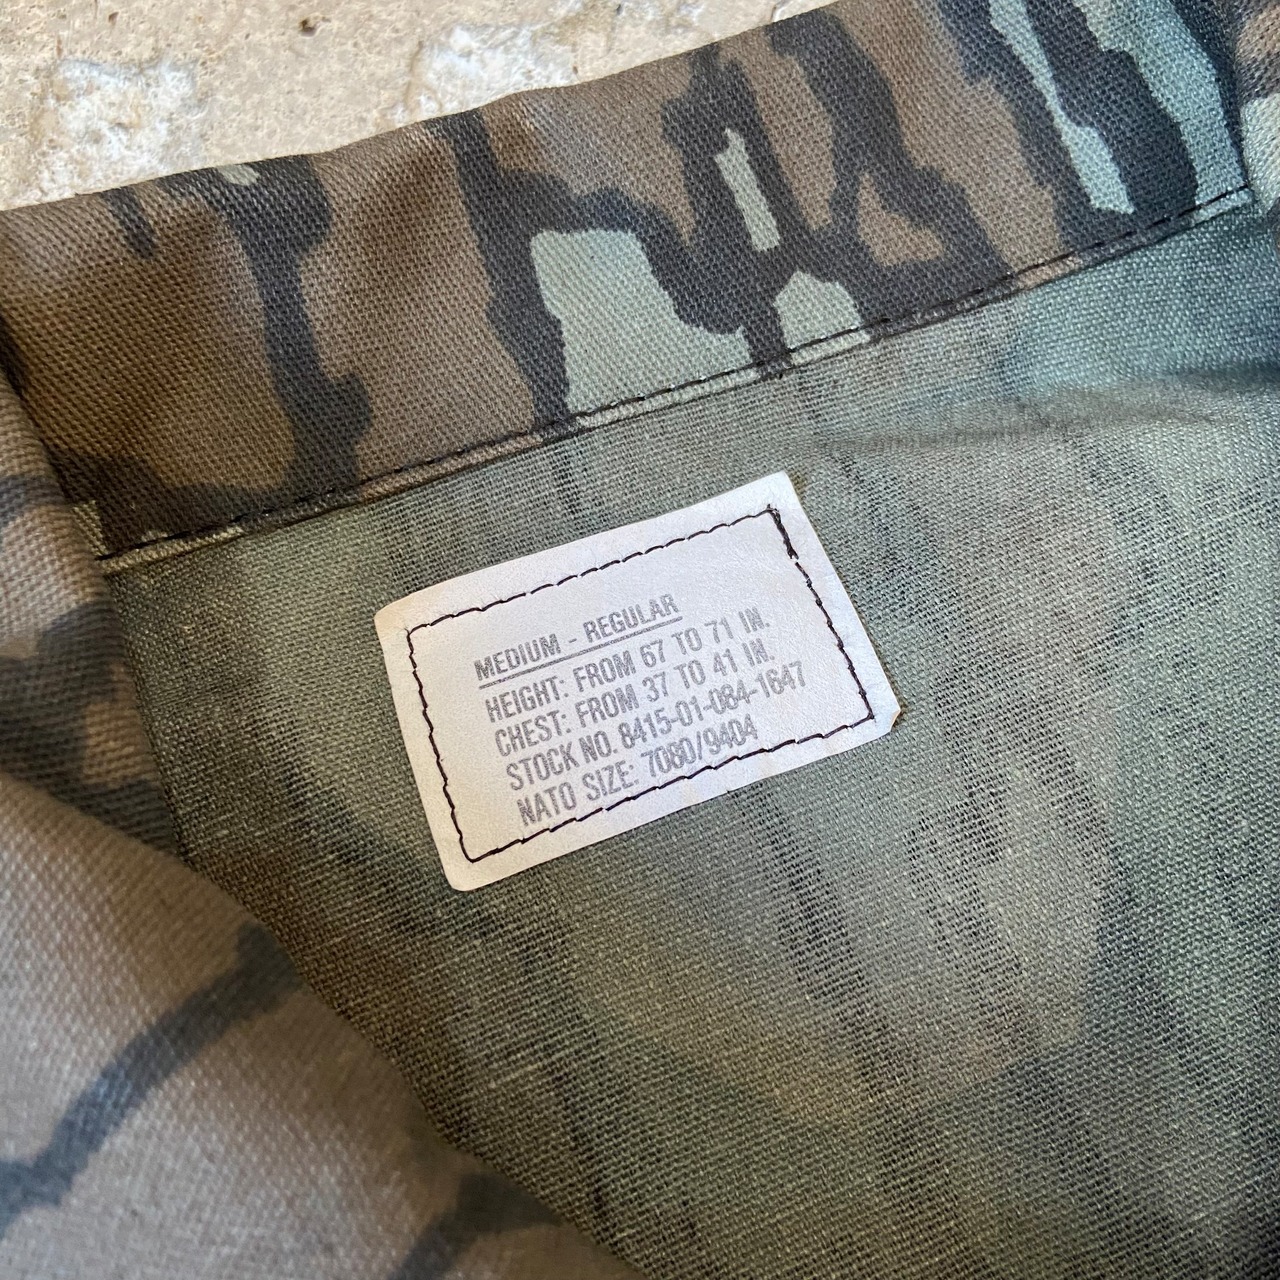 MEDIUM - REGULAR
HEIGHT: FROM 67 TO 71 IN.
CHEST: FROM 37 TO 41 IN.
STOCK NO. 8415-01-084-1647
NATO SIZE: 7080/9404